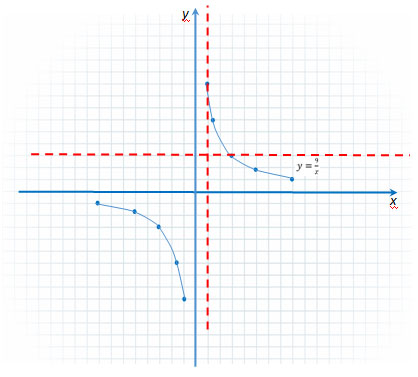 y
y = 9/x
x